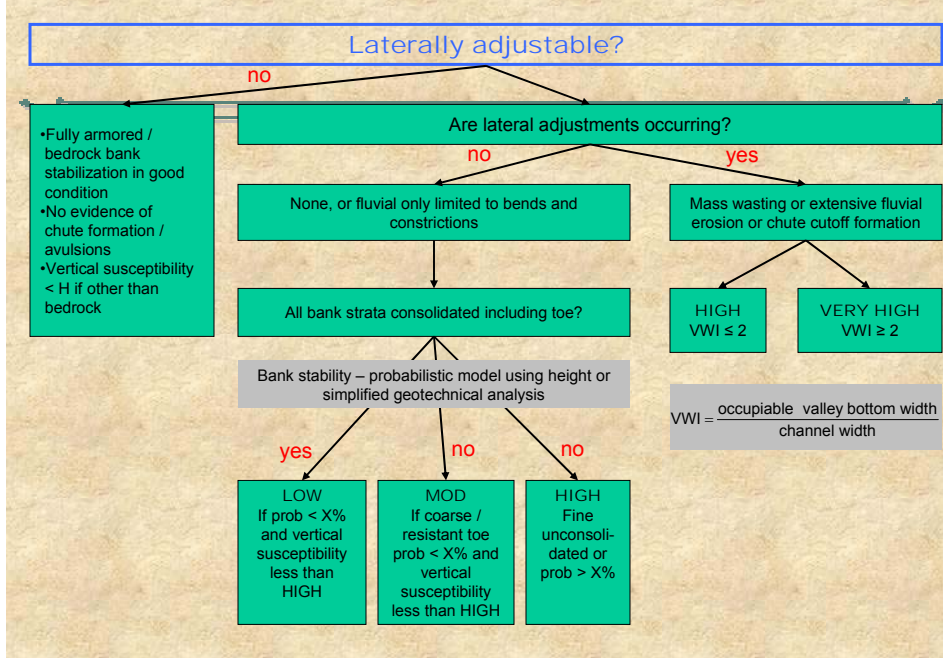 Laterally adjustable?
no
•Fully armored /
bedrock bank
stabilization in good
condition
•No evidence of
chute formation /
avulsions
•Vertical susceptibility
< H if other than
bedrock
Are lateral adjustments occurring?
no
yes
None, or fluvial only limited to bends and
constrictions
Mass wasting or extensive fluvial
erosion or chute cutoff formation
All bank strata consolidated including toe?
HIGH
VWI ≤ 2
VERY HIGH
VWI ≥ 2
Bank stability – probabilistic model using height or
simplified geotechnical analysis
VWI = occupiable valley bottom width
channel width
yes
no
no
LOW
If prob < X%
and vertical
susceptibility
less than
HIGH
MOD
If coarse /
resistant toe
prob < X% and
vertical
susceptibility
less than HIGH
HIGH
Fine
unconsoli-
dated or
prob > X%